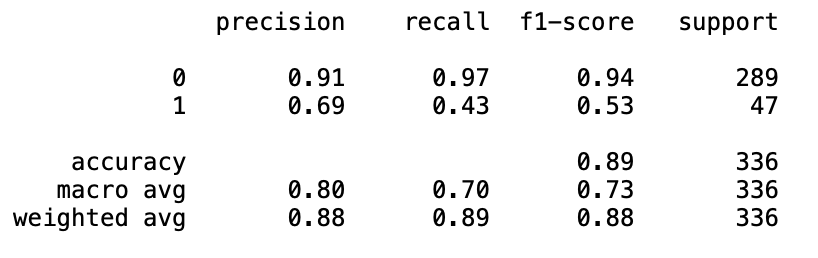 precision recall f1-score support
0 0.91 0.97 0.94 289
1 0.69 0.43 0.53 47
accuracy 0.89 336
macro avg 0.80 0.70 0.73 336
weighted avg 0.88 0.89 0.88 336